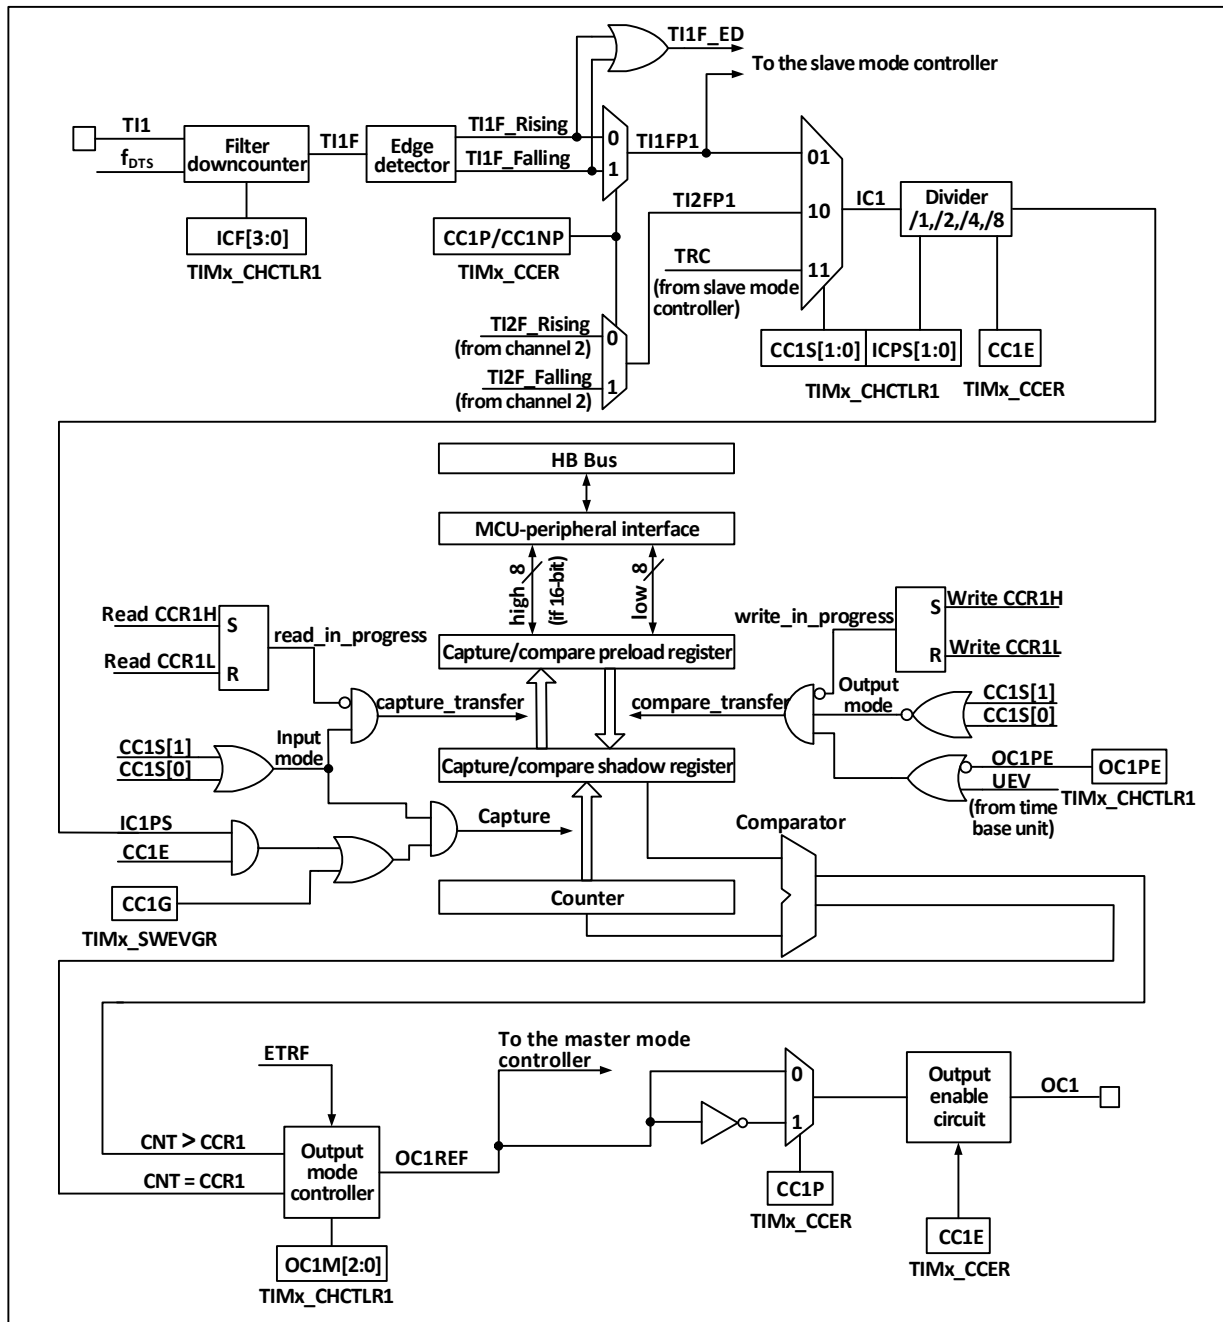 TI1F_ED
To the slave mode controller
TI1
fDTS
Filter
downcounter
TI1F
Edge
detector
TI1F_Rising
TI1F_Falling
0
1
TI1FP1
01
10
11
IC1
Divider
/1,/2,/4,/8
ICF[3:0]
TIMx_CHCTLR1
CC1P/CC1NP
TIMx_CCER
TI2FP1
TRC
(from slave mode
controller)
TI2F_Rising
(from channel 2)
TI2F_Falling
(from channel 2)
0
1
CC1S[1:0]
ICPS[1:0]
TIMx_CHCTLR1
CC1E
TIMx_CCER
HB Bus
MCU-peripheral interface
high 8
(if 16-bit)
low 8
Read CCR1H
Read CCR1L
S
R
read_in_progress
Capture/compare preload register
write_in_progress
S
R
Write CCR1H
Write CCR1L
capture_transfer
compare_transfer
Output
mode
CC1S[1]
CC1S[0]
CC1S[1]
CC1S[0]
Input
mode
Capture/compare shadow register
OC1PE
UEV
(from time
base unit)
OC1PE
TIMx_CHCTLR1
IC1PS
CC1E
Capture
Comparator
CC1G
TIMx_SWEVGR
Counter
ETRF
To the master mode
controller
CNT > CCR1
CNT = CCR1
Output
mode
controller
OC1REF
0
1
Output
enable
circuit
OC1
CC1P
TIMx_CCER
OC1M[2:0]
TIMx_CHCTLR1
CC1E
TIMx_CCER